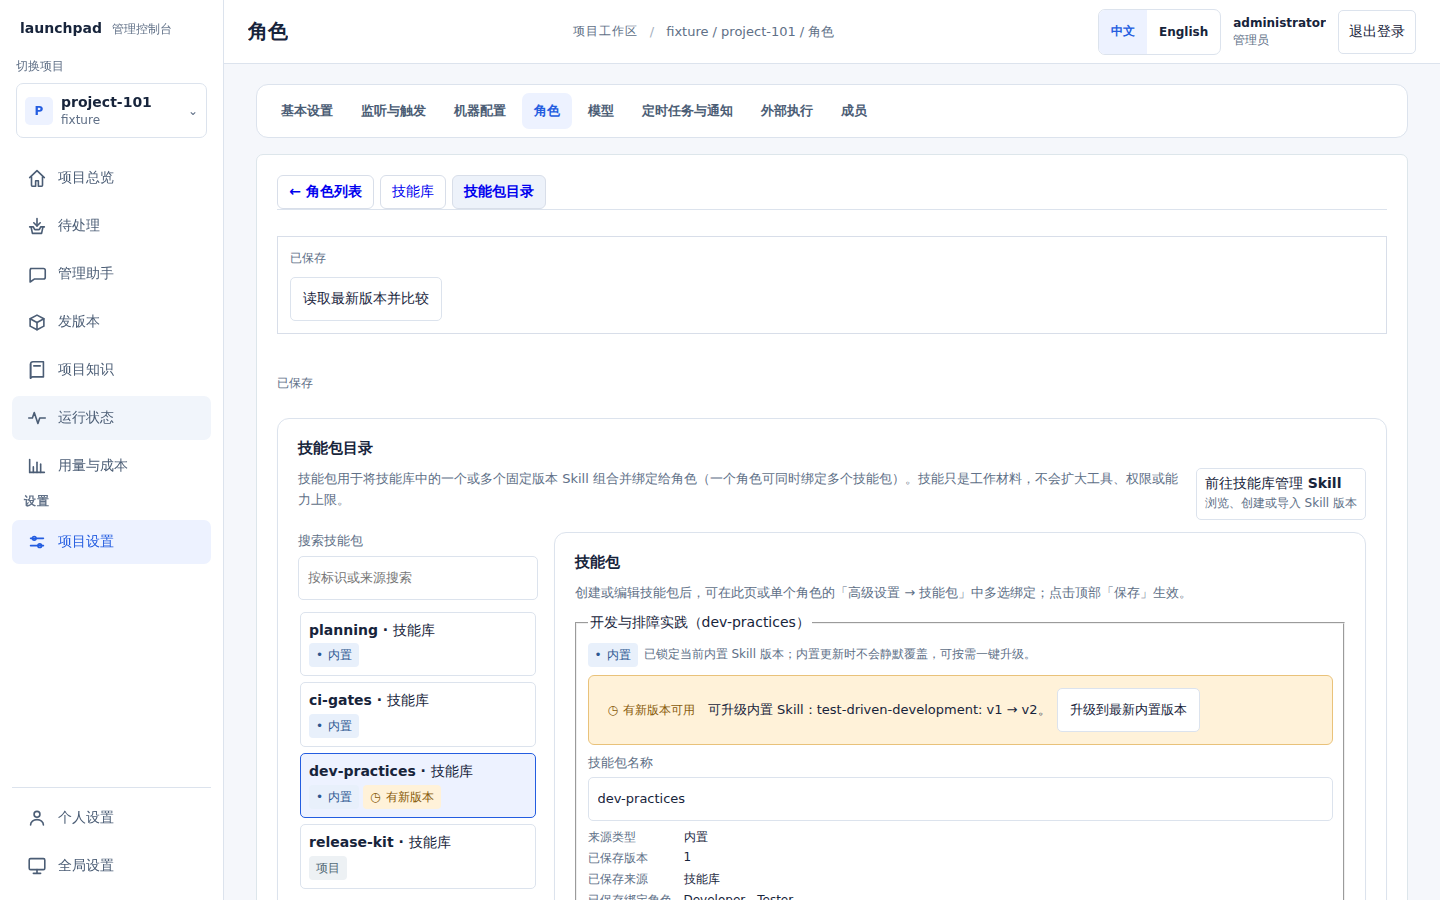 launchpad 管理控制台
切换项目
P
project-101
fixture
项目总览
待处理
管理助手
发版本
项目知识
运行状态
用量与成本
设置
项目设置
个人设置
全局设置
角色
项目工作区 / fixture / project-101 / 角色
中文 English
administrator
管理员
退出登录
基本设置 监听与触发 机器配置 角色 模型 定时任务与通知 外部执行 成员
← 角色列表 技能库 技能包目录
已保存
读取最新版本并比较
已保存
技能包目录
技能包用于将技能库中的一个或多个固定版本 Skill 组合并绑定给角色（一个角色可同时绑定多个技能包）。技能只是工作材料，不会扩大工具、权限或能
力上限。
前往技能库管理 Skill
浏览、创建或导入 Skill 版本
搜索技能包
按标识或来源搜索
planning · 技能库
• 内置
ci-gates · 技能库
• 内置
dev-practices · 技能库
• 内置 ◷ 有新版本
release-kit · 技能库
项目
技能包
创建或编辑技能包后，可在此页或单个角色的「高级设置 → 技能包」中多选绑定；点击顶部「保存」生效。
开发与排障实践（dev-practices）
• 内置 已锁定当前内置 Skill 版本；内置更新时不会静默覆盖，可按需一键升级。
◷ 有新版本可用 可升级内置 Skill：test-driven-development: v1 → v2。 升级到最新内置版本
技能包名称
dev-practices
来源类型 内置
已保存版本 1
已保存来源 技能库
已保存绑定角色 Developer、Tester